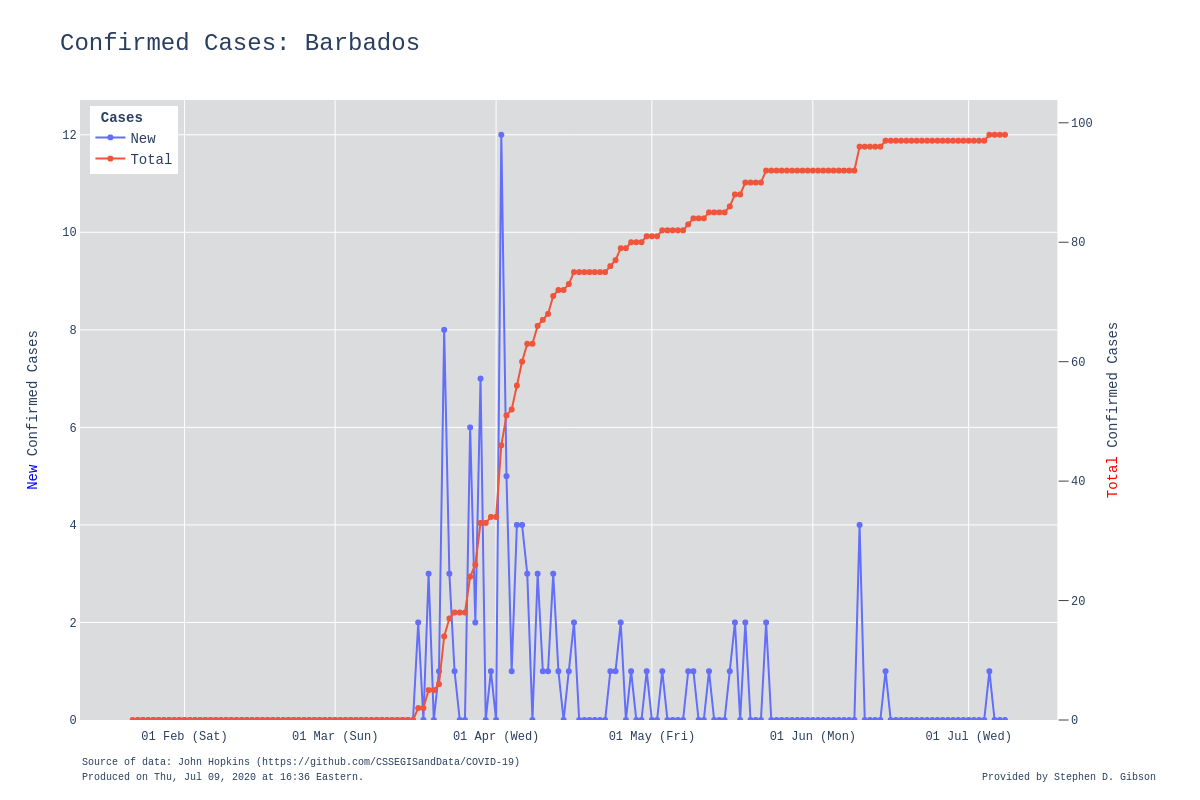 Confirmed Cases: Barbados
Cases
New
Total
12
10
8
6
4
2
0
100
80
60
40
20
0
New Confirmed Cases
Total Confirmed Cases
01 Feb (Sat)
01 Mar (Sun)
01 Apr (Wed)
01 May (Fri)
01 Jun (Mon)
01 Jul (Wed)
Source of data: John Hopkins (https://github.com/CSSEGISandData/COVID-19)
Produced on Thu, Jul 09, 2020 at 16:36 Eastern.
Provided by Stephen D. Gibson